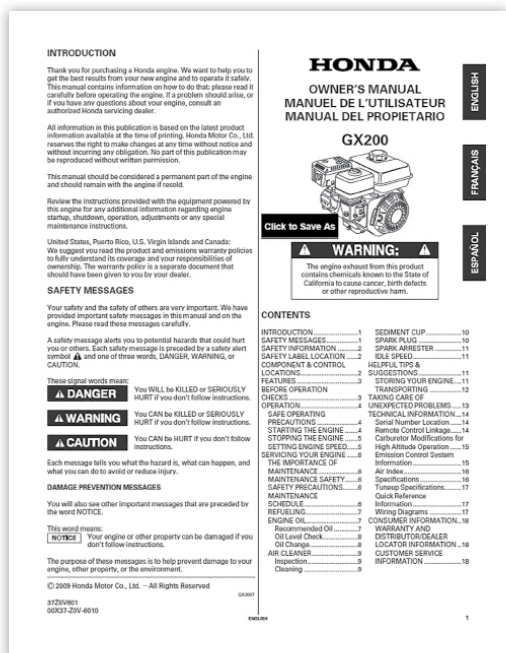 INTRODUCTION
Thank you for purchasing a Honda engine. We want to help you to
get the best results from your new engine and to operate it safely.
This manual contains information on how to do that; please read it
carefully before operating the engine. If a problem should arise, or
if you have any questions about your engine, consult an
authorized Honda servicing dealer.
All information in this publication is based on the latest product
information available at the time of printing. Honda Motor Co., Ltd.
reserves the right to make changes at any time without notice and
without incurring any obligation. No part of this publication may
be reproduced without written permission.
This manual should be considered a permanent part of the engine
and should remain with the engine if resold.
Review the instructions provided with the equipment powered by
this engine for any additional information regarding engine
startup, shutdown, operation, adjustments or any special
maintenance instructions.
United States, Puerto Rico, U.S. Virgin Islands and Canada:
We suggest you read the product and emissions warranty policies
to fully understand its coverage and your responsibilities of
ownership. The warranty policy is a separate document that
should have been given to you by your dealer.
SAFETY MESSAGES
Your safety and the safety of others are very important. We have
provided important safety messages in this manual and on the
engine. Please read these messages carefully.
A safety message alerts you to potential hazards that could hurt
you or others. Each safety message is preceded by a safety alert
symbol and one of three words, DANGER, WARNING, or
CAUTION.
These signal words mean:
DANGER You WILL be KILLED or SERIOUSLY
HURT if you don't follow instructions.
WARNING You CAN be KILLED or SERIOUSLY
HURT if you don't follow instructions.
CAUTION You CAN be HURT if you don't follow
instructions.
Each message tells you what the hazard is, what can happen, and
what you can do to avoid or reduce injury.
DAMAGE PREVENTION MESSAGES
You will also see other important messages that are preceded by
the word NOTICE.
This word means:
NOTICE Your engine or other property can be damaged if you
don't follow instructions.
The purpose of these messages is to help prevent damage to your
engine, other property, or the environment.
© 2009 Honda Motor Co., Ltd. —All Rights Reserved
37Z0V601
00X37-Z0V-6010
HONDA
OWNER'S MANUAL
MANUEL DE L'UTILISATEUR
MANUAL DEL PROPIETARIO
GX200
Click to Save As
WARNING:
The engine exhaust from this product
contains chemicals known to the State of
California to cause cancer, birth defects
or other reproductive harm.
CONTENTS
INTRODUCTION...1
SAFETY MESSAGES...1
SAFETY INFORMATION...2
SAFETY LABEL LOCATION...2
COMPONENT & CONTROL
LOCATIONS...2
FEATURES...3
BEFORE OPERATION
CHECKS...3
OPERATION...4
SAFE OPERATING
PRECAUTIONS...4
STARTING THE ENGINE...4
STOPPING THE ENGINE...5
SETTING ENGINE SPEED...5
SERVICING YOUR ENGINE...6
THE IMPORTANCE OF
MAINTENANCE...6
MAINTENANCE SAFETY...6
SAFETY PRECAUTIONS...6
MAINTENANCE
SCHEDULE...6
REFUELING...7
ENGINE OIL...7
Recommended Oil...7
Oil Level Check...8
Oil Change...8
AIR CLEANER...9
Inspection...9
Cleaning...9
SEDIMENT CUP...10
SPARK PLUG...10
SPARK ARRESTER...11
IDLE SPEED...11
HELPFUL TIPS &
SUGGESTIONS...11
STORING YOUR ENGINE...11
TRANSPORTING...12
TAKING CARE OF
UNEXPECTED PROBLEMS...13
TECHNICAL INFORMATION...14
Serial Number Location...14
Remote Control Linkage...14
Carburetor Modifications for
High Altitude Operation...15
Emission Control System
Information...15
Air Index...16
Specifications...16
Tuneup Specifications...17
Quick Reference
Information...17
Wiring Diagrams...17
CONSUMER INFORMATION...18
WARRANTY AND
DISTRIBUTOR/DEALER
LOCATOR INFORMATION...18
CUSTOMER SERVICE
INFORMATION...18
ENGLISH
FRANÇAIS
ESPAÑOL
ENGLISH
1